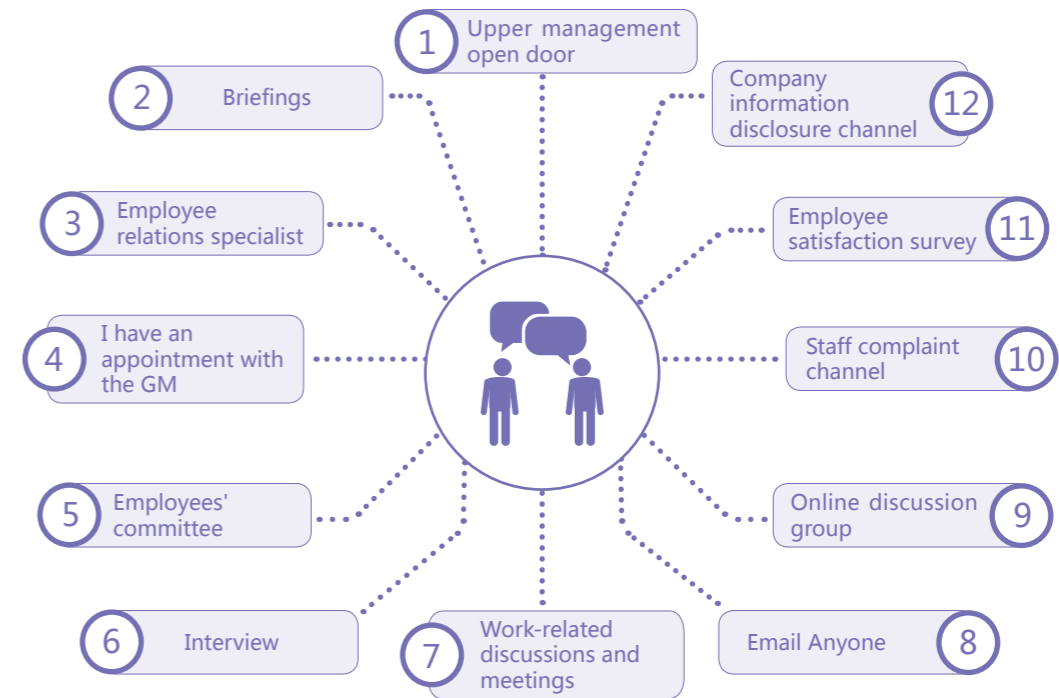 1
Upper management
open door
2
Briefings
3
Employee
relations specialist
4
I have an
appointment with
the GM
5
Employees'
committee
6
Interview
7
Work-related
discussions and
meetings
8
Email Anyone
9
Online discussion
group
10
Staff complaint
channel
11
Employee
satisfaction survey
12
Company
information
disclosure channel